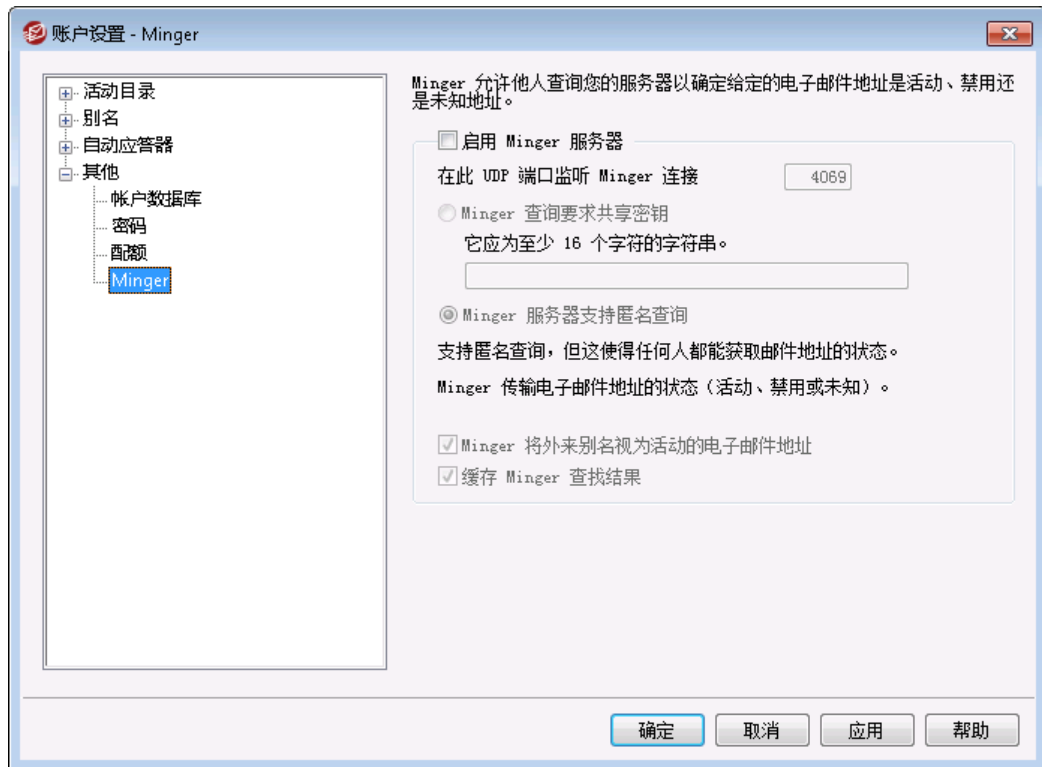 账户设置 - Minger
活动目录
别名
自动应答器
其他
帐户数据库
密码
配额
Minger
Minger 允许他人查询您的服务器以确定给定的电子邮件地址是活动、禁用还
是未知地址。
启用 Minger 服务器
在此 UDP 端口监听 Minger 连接 4069
Minger 查询要求共享密钥
它应为至少 16 个字符的字符串。
Minger 服务器支持匿名查询
支持匿名查询，但这使得任何人都能获取邮件地址的状态。
Minger 传输电子邮件地址的状态（活动、禁用或未知）。
Minger 将外来别名视为活动的电子邮件地址
缓存 Minger 查找结果
确定 取消 应用 帮助